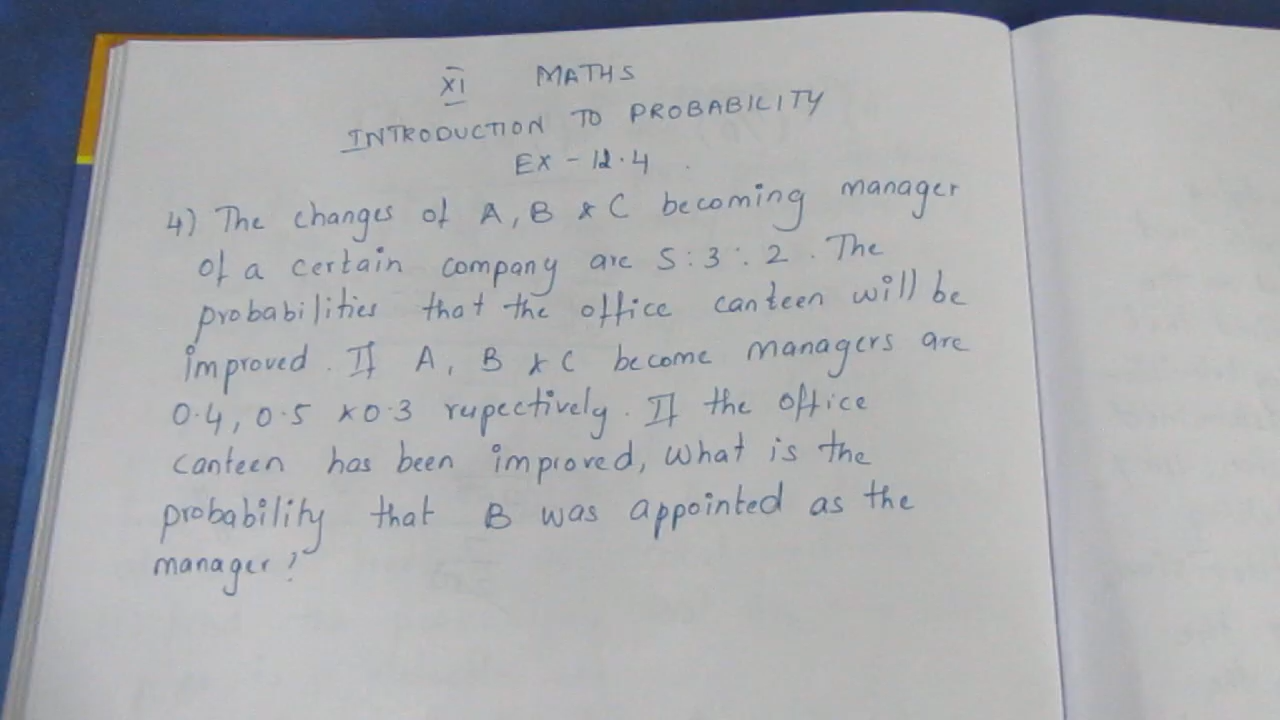 XI MATHS
INTRODUCTION TO PROBABILITY
EX - 12.4
4) The changes of A, B & C becoming manager
of a certain company are 5:3:2. The
probabilities that the office canteen will be
improved. If A, B & C become managers are
0.4, 0.5 & 0.3 rupectively. If the office
canteen has been improved, What is the
probability that B was appointed as the
manager?